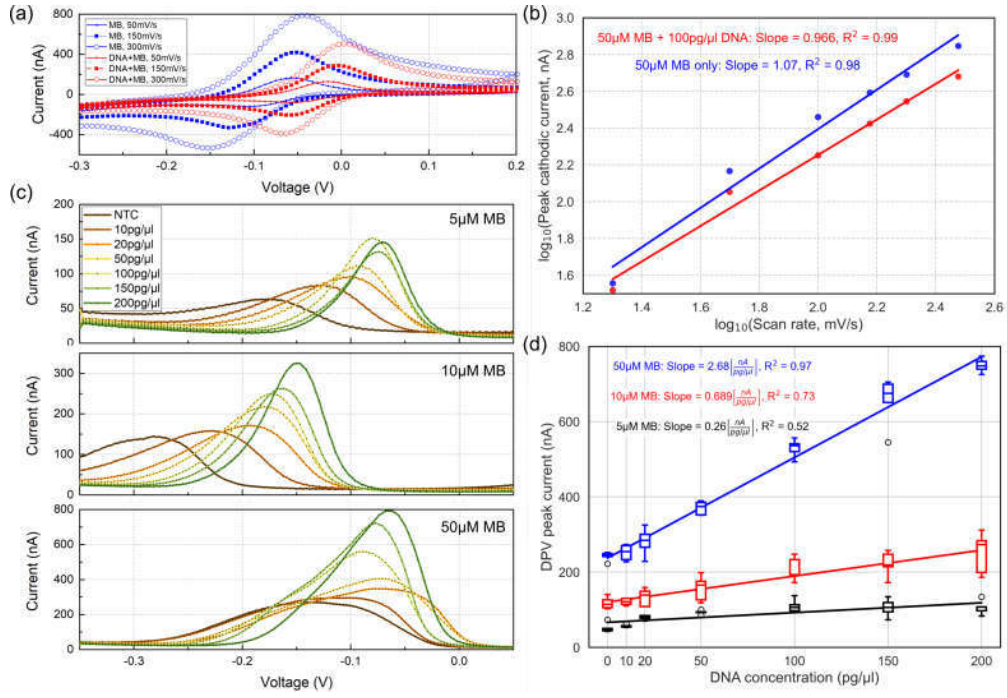 (a)
MB, 50mV/s
MB, 150mV/s
MB, 300mV/s
DNA+MB, 50mV/s
DNA+MB, 150mV/s
DNA+MB, 300mV/s
Current (nA)
800
400
0
-400
-0.3
-0.2
-0.1
0.0
0.1
0.2
Voltage (V)
(b)
50μM MB + 100pg/μl DNA: Slope = 0.966, R² = 0.99
50μM MB only: Slope = 1.07, R² = 0.98
log₁₀(Peak cathodic current, nA)
3.0
2.8
2.6
2.4
2.2
2.0
1.8
1.6
1.2
1.4
1.6
1.8
2.0
2.2
2.4
2.6
log₁₀(Scan rate, mV/s)
(c)
NTC
10pg/μl
20pg/μl
50pg/μl
100pg/μl
150pg/μl
200pg/μl
5μM MB
Current (nA)
200
150
100
50
0
10μM MB
Current (nA)
300
250
200
150
100
50
0
50μM MB
Current (nA)
800
600
400
200
0
-0.3
-0.2
-0.1
0.0
Voltage (V)
(d)
50μM MB: Slope = 2.68[nA/pg/μl], R² = 0.97
10μM MB: Slope = 0.689[nA/pg/μl], R² = 0.73
5μM MB: Slope = 0.26[nA/pg/μl], R² = 0.52
DPV peak current (nA)
800
600
400
200
0
0
10
20
50
100
150
200
DNA concentration (pg/μl)